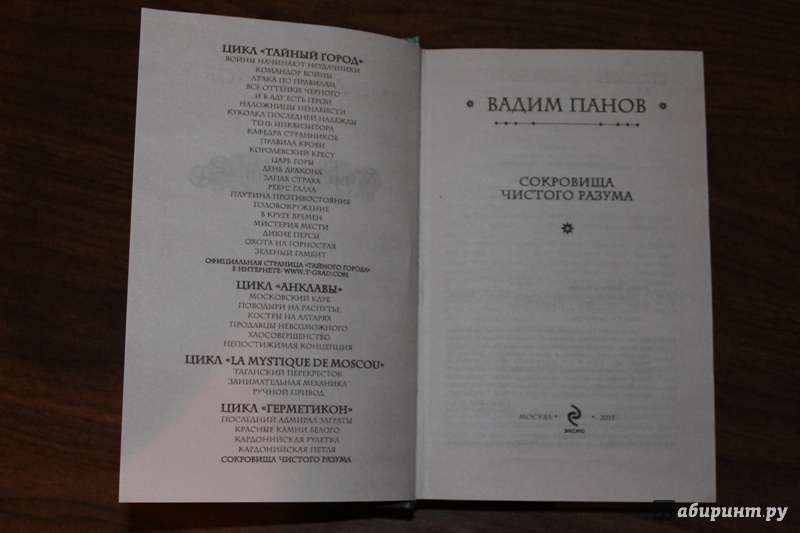 ЦИКЛ «ТАЙНЫЙ ГОРОД»
ВОЙНЫ НАЧИНАЮТ НЕУДАЧНИКИ
КОМАНДОР ВОЙНЫ
АТАКА ПО ПРАВИЛАМ
ВСЕ ОТТЕНКИ ЧЕРНОГО
И В АДУ ЕСТЬ ГЕРОИ
НАЛОЖНИЦЫ НЕНАВИСТИ
КУКОЛКА ПОСЛЕДНЕЙ НАДЕЖДЫ
ТЕНЬ ИНКВИЗИТОРА
КАФЕДРА СТРАННИКОВ
ПРАВИЛА КРОВИ
КОРОЛЕВСКИЙ КРЕСТ
ЦАРЬ ГОРЫ
ДЕНЬ ДРАКОНА
ЗАПАХ СТРАХА
РЕБУС ГАЛЛА
ПАУТИНА ПРОТИВОСТОЯНИЯ
ГОЛОВОКРУЖЕНИЕ
В КРУГЕ ВРЕМЕН
МИСТЕРИЯ МЕСТИ
ДИКИЕ ПЕРСЫ
ОХОТА НА ГОРНОСТАЯ
ЗЕЛЕНЫЙ ГАМБИТ
ОФИЦИАЛЬНАЯ СТРАНИЦА «ТАЙНОГО ГОРОДА»
В ИНТЕРНЕТЕ: WWW.T-GRAD.COM
ЦИКЛ «АНКЛАВЫ»
МОСКОВСКИЙ КЛУБ
ПОВОДЫРИ НА РАСПУТЬЕ
КОСТРЫ НА АЛТАРЯХ
ПРОДАВЦЫ НЕВОЗМОЖНОГО
ХАОСОВЕРШЕНСТВО
НЕПОСТИЖИМАЯ КОНЦЕПЦИЯ
ЦИКЛ «LA MYSTIQUE DE MOSCOU»
ТАГАНСКИЙ ПЕРЕКРЕСТОК
ЗАНИМАТЕЛЬНАЯ МЕХАНИКА
РУЧНОЙ ПРИВОД
ЦИКЛ «ГЕРМЕТИКОН»
ПОСЛЕДНИЙ АДМИРАЛ ЗАГРАТЫ
КРАСНЫЕ КАМНИ БЕЛОГО
КАРДОНИЙСКАЯ РУЛЕТКА
КАРДОНИЙСКАЯ ПЕТЛЯ
СОКРОВИЩА ЧИСТОГО РАЗУМА
ВАДИМ ПАНОВ
СОКРОВИЩА
ЧИСТОГО РАЗУМА
МОСКВА • 2015
ЭКСМО
Лабиринт.ру